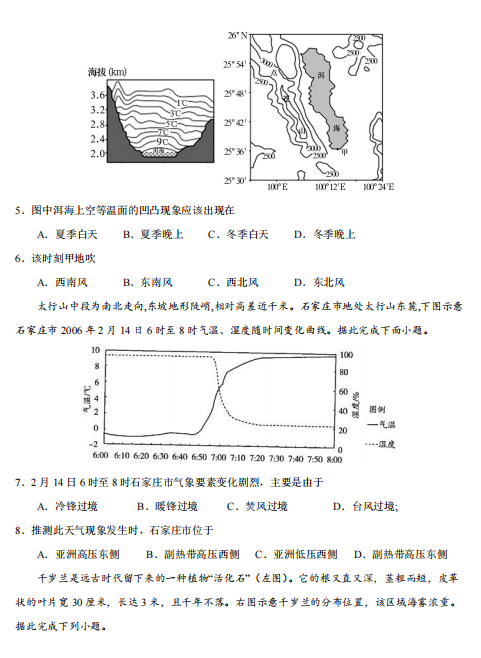 海拔(km)
3.6
3.2
2.8
2.4
2.0
1℃
3℃
5℃
7℃
9℃
洱海
26°N
25°54′
25°48′
25°42′
25°36′
25°30′
100°E
100°12′E
100°24′E
2500
2500
2500
3000
2500
点
苍
山
洱
海
甲
3000
2500
2500
2500
5．图中洱海上空等温面的凹凸现象应该出现在
A．夏季白天 B．夏季晚上 C．冬季白天 D．冬季晚上
6．该时刻甲地吹
A．西南风 B．东南风 C．西北风 D．东北风
太行山中段为南北走向,东坡地形陡峭,相对高差近千米。石家庄市地处太行山东麓,下图示意
石家庄市 2006 年 2 月 14 日 6 时至 8 时气温、湿度随时间变化曲线。据此完成下面小题。
气温/℃
10
8
6
4
2
0
−2
100
80
60
40
20
0
湿度/%
图例
气温
湿度
6:00 6:10 6:20 6:30 6:40 6:50 7:00 7:10 7:20 7:30 7:40 7:50 8:00
7．2 月 14 日 6 时至 8 时石家庄市气象要素变化剧烈，主要是由于
A．冷锋过境 B．暖锋过境 C．焚风过境 D．台风过境;
8．推测此天气现象发生时，石家庄市位于
A．亚洲高压东侧 B．副热带高压西侧 C．亚洲低压西侧 D．副热带高压东侧
千岁兰是远古时代留下来的一种植物“活化石”（左图）。它的根又直又深，茎粗而短，皮革
状的叶片宽 30 厘米，长达 3 米，且千年不落。右图示意千岁兰的分布位置，该区域海雾浓重。
据此完成下列小题。